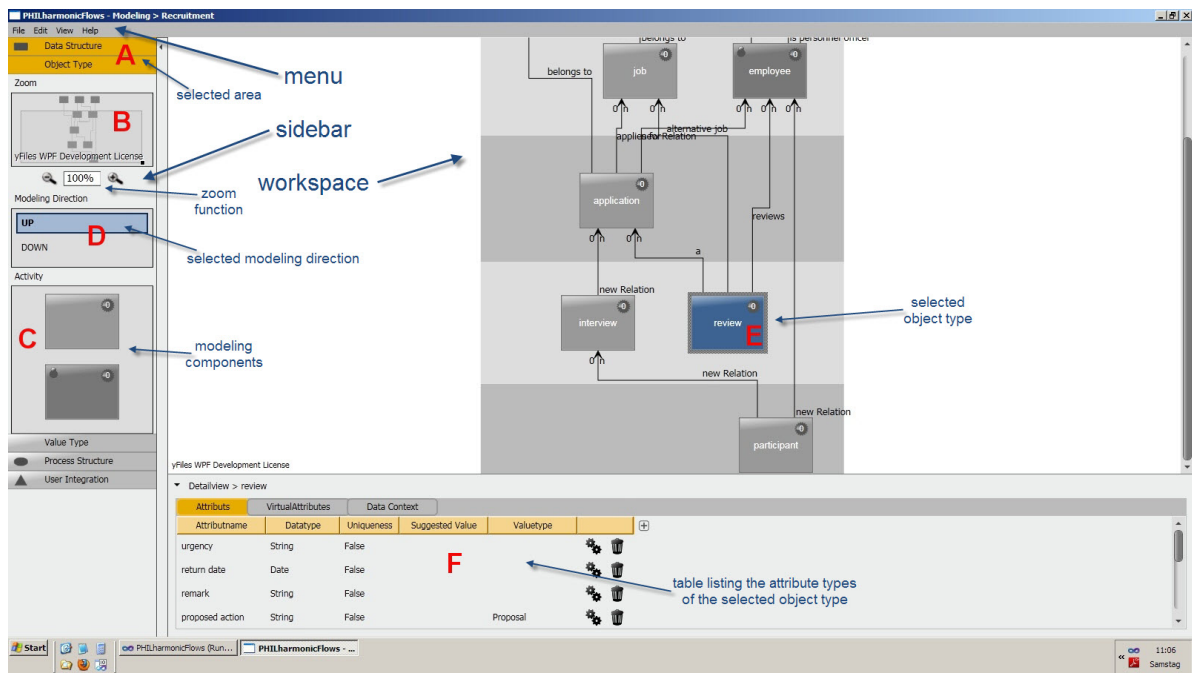 PHILharmonicFlows - Modeling > Recruitment
File Edit View Help
Data Structure
A
Object Type
menu
selected area
Zoom
B
yFiles WPF Development License
sidebar
100%
zoom
function
workspace
Modeling Direction
UP
D
DOWN
selected modeling direction
Activity
C
modeling
components
Value Type
Process Structure
User Integration
belongs to
is personnel officer
belongs to
job
employee
0 n
0 n
0 n
0 n
0 n
alternative job
application
reviews
0 n
0 n
a
new Relation
interview
review
E
selected
object type
0 n
new Relation
new Relation
participant
yFiles WPF Development License
Detailview > review
Attributs VirtualAttributes Data Context
Attributname Datatype Uniqueness Suggested Value Valuetype
urgency String False
return date Date False
remark String False
proposed action String False Proposal
F
table listing the attribute types
of the selected object type
Start
PHILharmonicFlows (Run...
PHILharmonicFlows - ...
« 11:06
Samstag